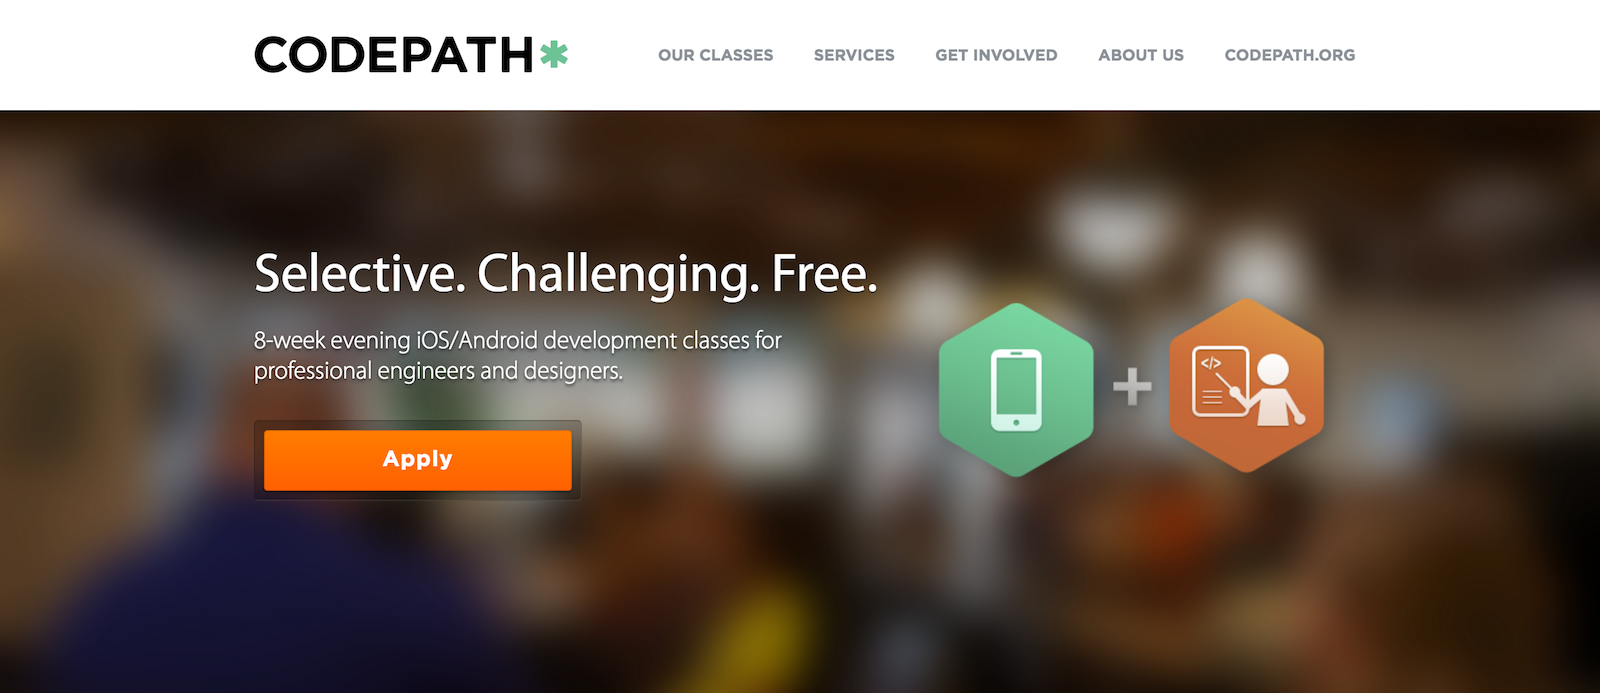 CODEPATH*
OUR CLASSES
SERVICES
GET INVOLVED
ABOUT US
CODEPATH.ORG
Selective. Challenging. Free.
8-week evening iOS/Android development classes for
professional engineers and designers.
Apply
</>